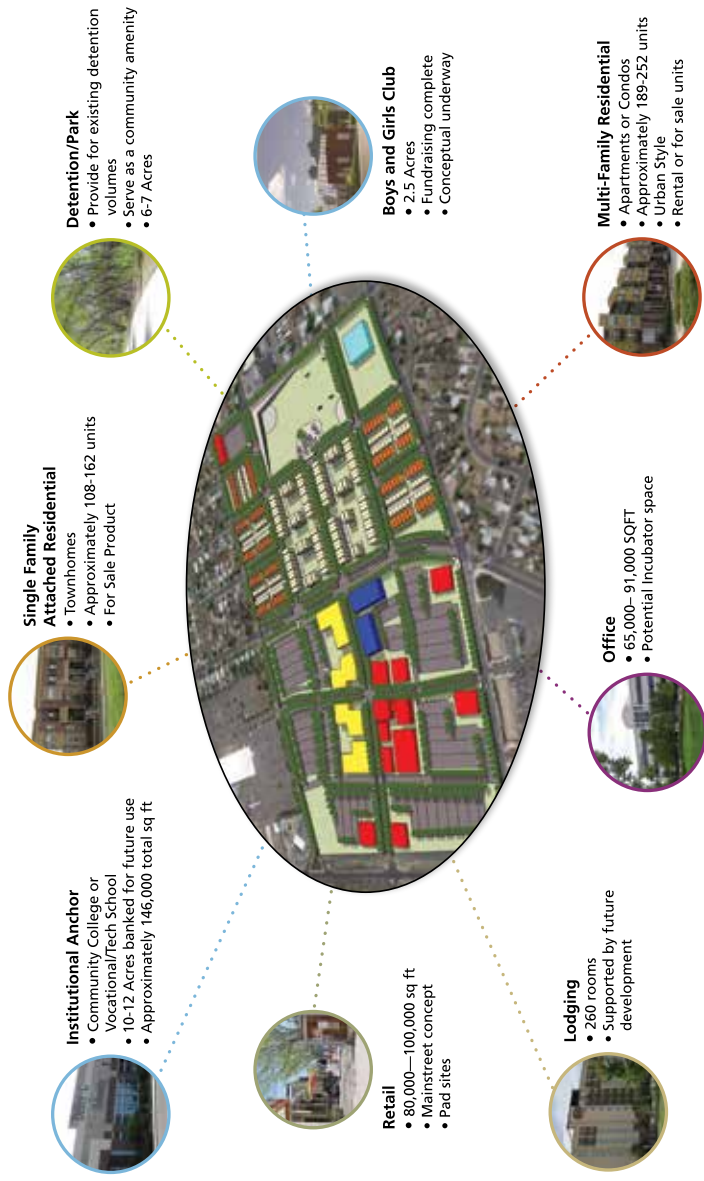 Institutional Anchor
• Community College or
Vocational/Tech School
• 10-12 Acres banked for future use
• Approximately 146,000 total sq ft
Single Family
Attached Residential
• Townhomes
• Approximately 108-162 units
• For Sale Product
Detention/Park
• Provide for existing detention
volumes
• Serve as a community amenity
• 6-7 Acres
Retail
• 80,000—100,000 sq ft
• Mainstreet concept
• Pad sites
Boys and Girls Club
• 2.5 Acres
• Fundraising complete
• Conceptual underway
Lodging
• 260 rooms
• Supported by future
development
Office
• 65,000– 91,000 SQFT
• Potential Incubator space
Multi-Family Residential
• Apartments or Condos
• Approximately 189-252 units
• Urban Style
• Rental or for sale units